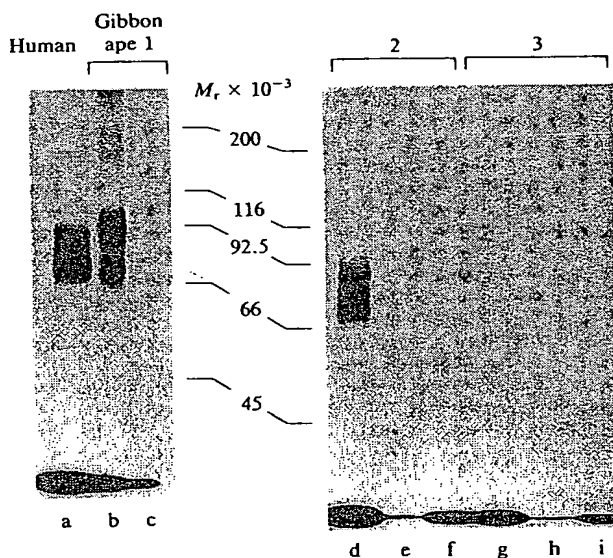 Human
Gibbon
ape 1
2
3
Mr × 10⁻³
200
116
92.5
66
45
a b c
d e f g h i